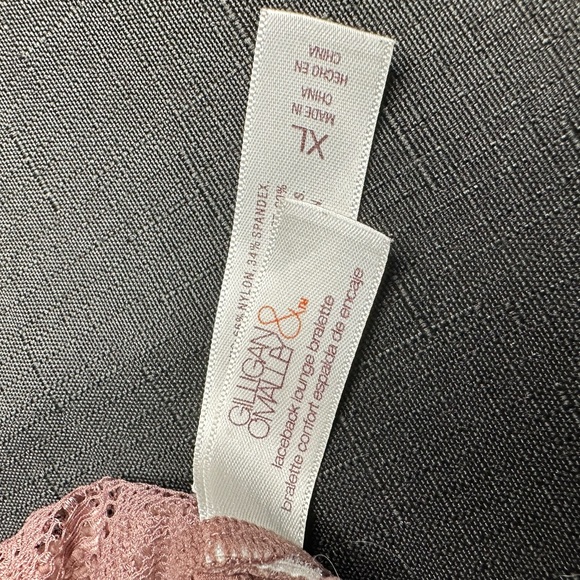 GILLIGAN &
OMALLEY™
laceback lounge bralette
bralette confort espalda de encaje
XL
MADE IN
CHINA
HECHO EN
CHINA
NYLON, 34% SPANDEX